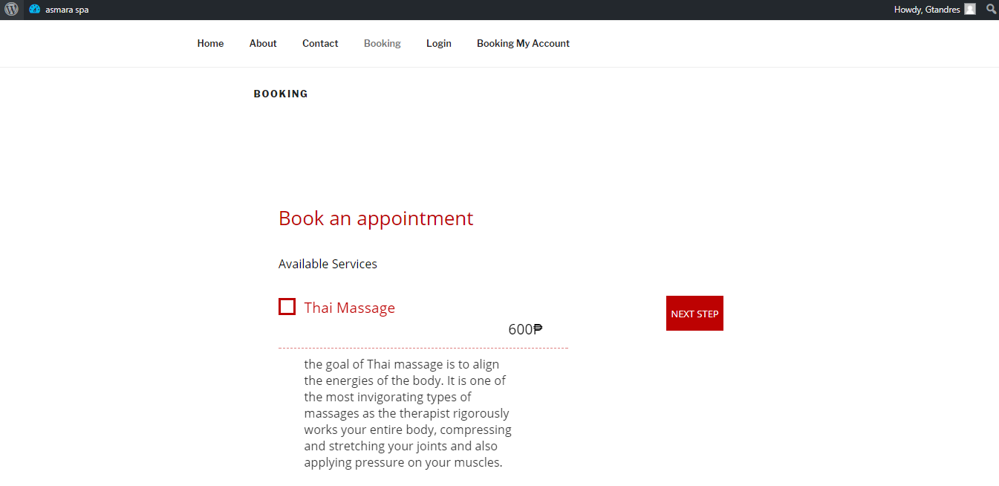 asmara spa
Howdy, Gtandres
Home About Contact Booking Login Booking My Account
BOOKING
Book an appointment
Available Services
Thai Massage
NEXT STEP
600₱
the goal of Thai massage is to align
the energies of the body. It is one of
the most invigorating types of
massages as the therapist rigorously
works your entire body, compressing
and stretching your joints and also
applying pressure on your muscles.